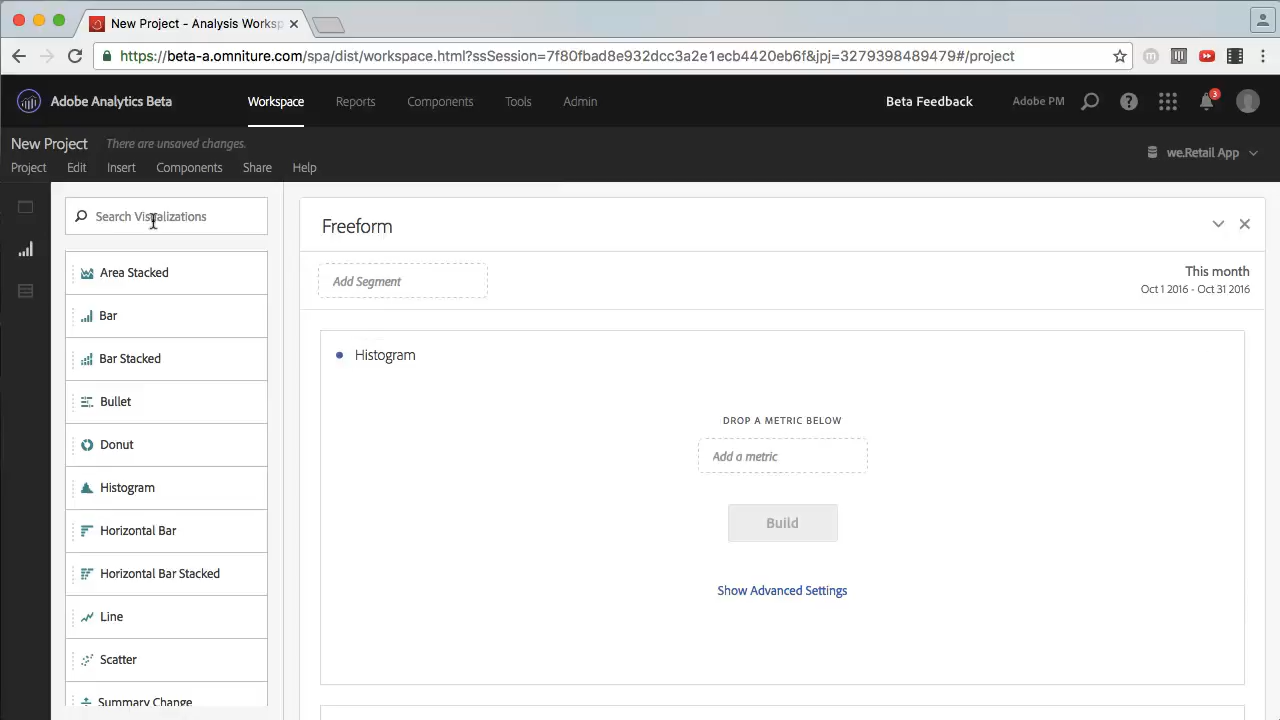 New Project - Analysis Worksp
https://beta-a.omniture.com/spa/dist/workspace.html?ssSession=7f80fbad8e932dcc3a2e1ecb4420eb6f&jpj=3279398489479#/project
Adobe Analytics Beta
Workspace
Reports
Components
Tools
Admin
Beta Feedback
Adobe PM
3
New Project
There are unsaved changes.
Project
Edit
Insert
Components
Share
Help
we.Retail App
Search Visualizations
Area Stacked
Bar
Bar Stacked
Bullet
Donut
Histogram
Horizontal Bar
Horizontal Bar Stacked
Line
Scatter
Summary Change
Freeform
Add Segment
This month
Oct 1 2016 - Oct 31 2016
Histogram
DROP A METRIC BELOW
Add a metric
Build
Show Advanced Settings